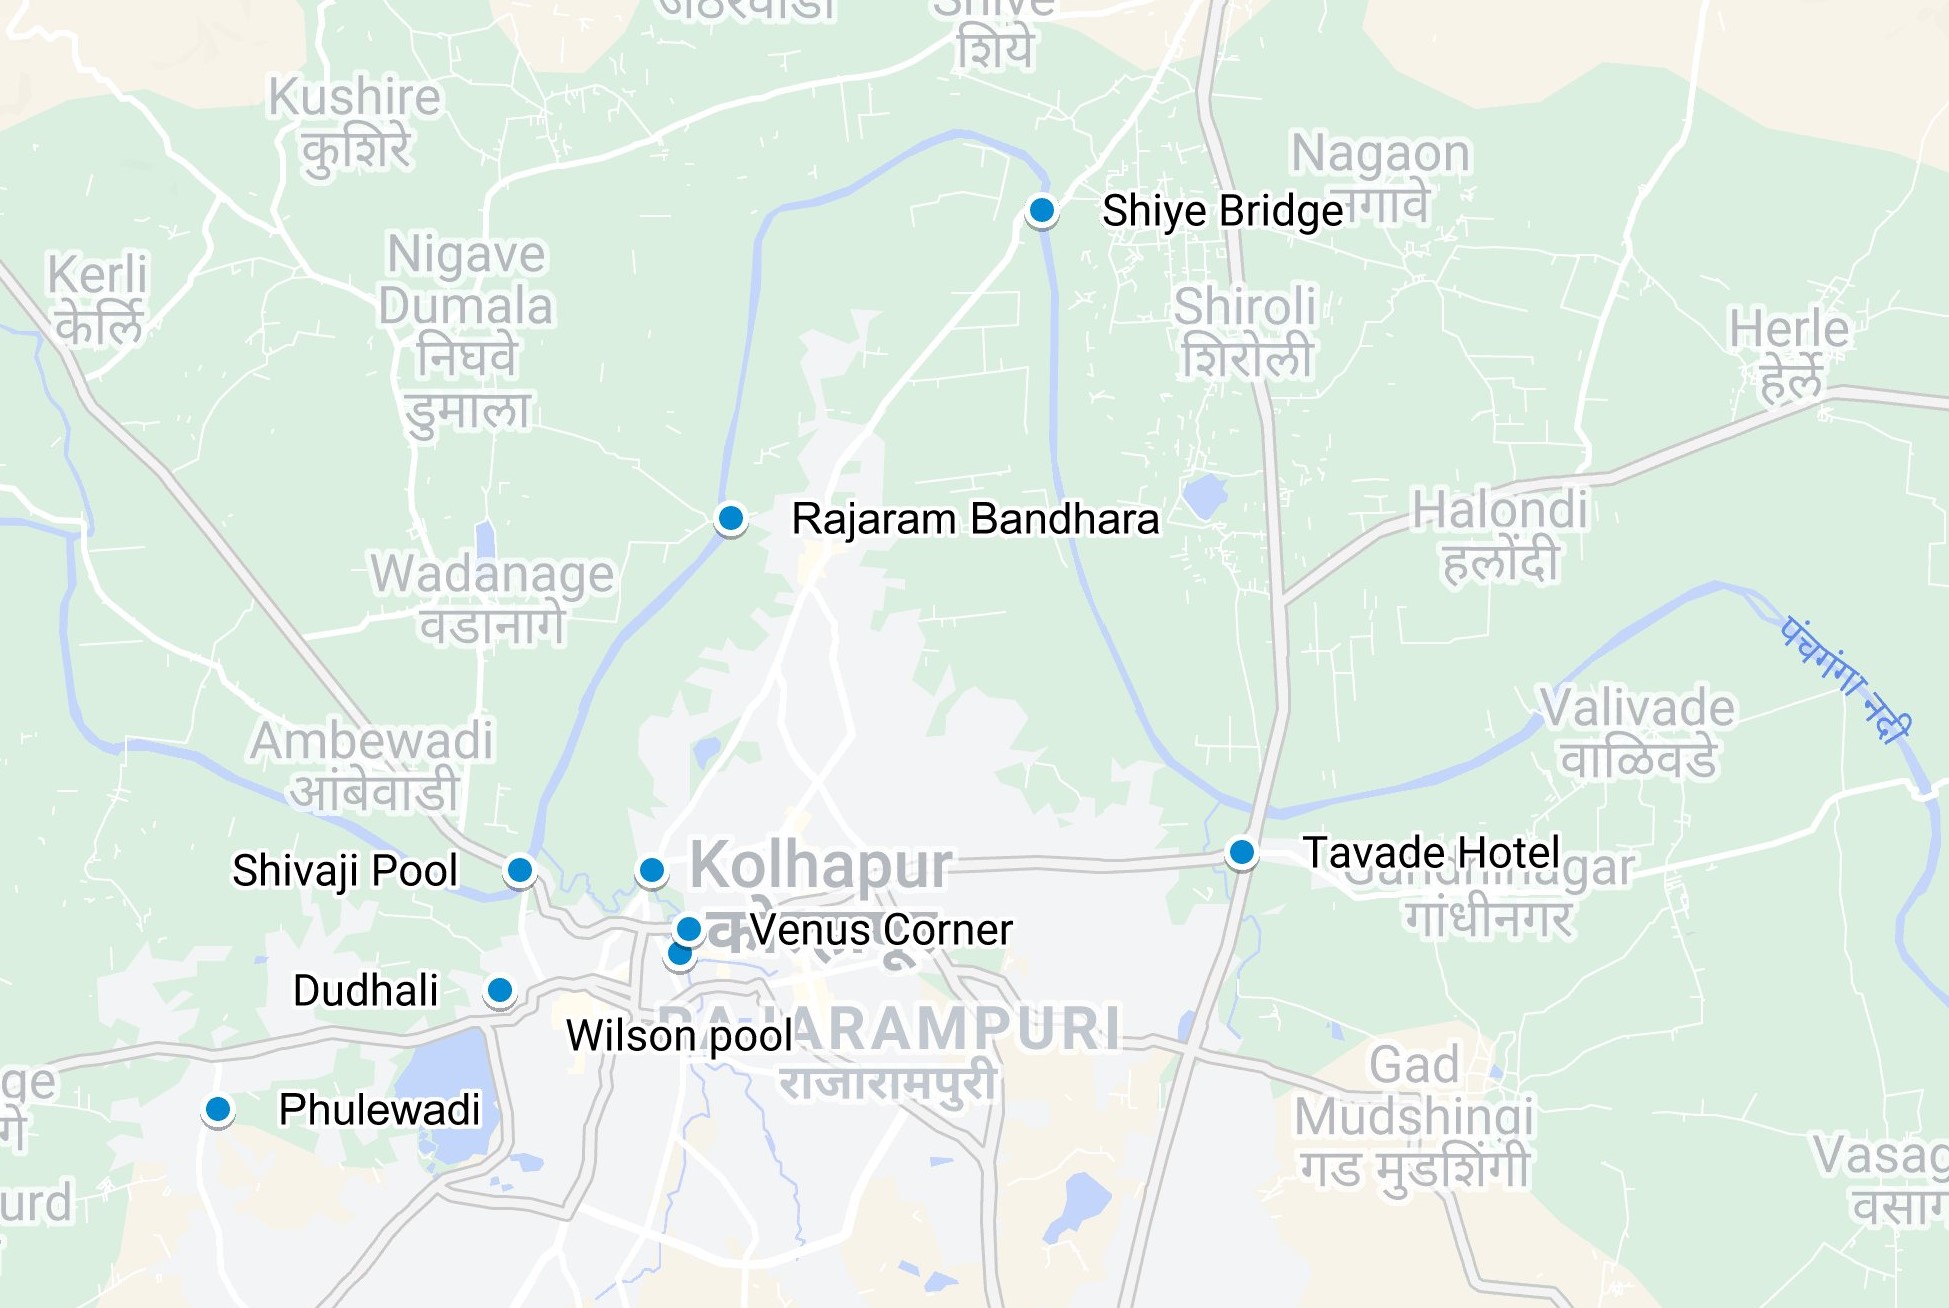 शिये
Kushire
कुशिरे
Nagaon
Shiye Bridge
Nigave
Dumala
निघवे
डुमाला
Kerli
केर्लि
Shiroli
शिरोली
Herle
हेर्ले
Rajaram Bandhara
Halondi
हलोंदी
Wadanage
वडानागे
पंचगंगा नदी
Valivade
वाळिवडे
Ambewadi
आंबेवाडी
Shivaji Pool
Kolhapur
Tavade Hotel
गांधीनगर
Venus Corner
Dudhali
Wilson pool
RAJARAMPURI
राजारामपुरी
Phulewadi
Gad
Mudshingi
गड मुडशिंगी